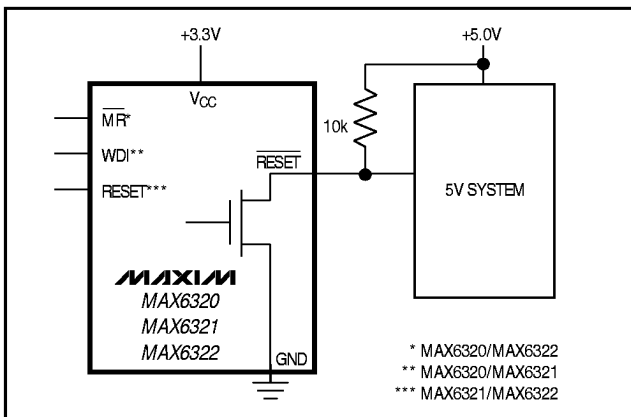 +3.3V
+5.0V
VCC
MR*
WDI**
RESET***
RESET
10k
5V SYSTEM
MAXIM
MAX6320
MAX6321
MAX6322
GND
* MAX6320/MAX6322
** MAX6320/MAX6321
*** MAX6321/MAX6322